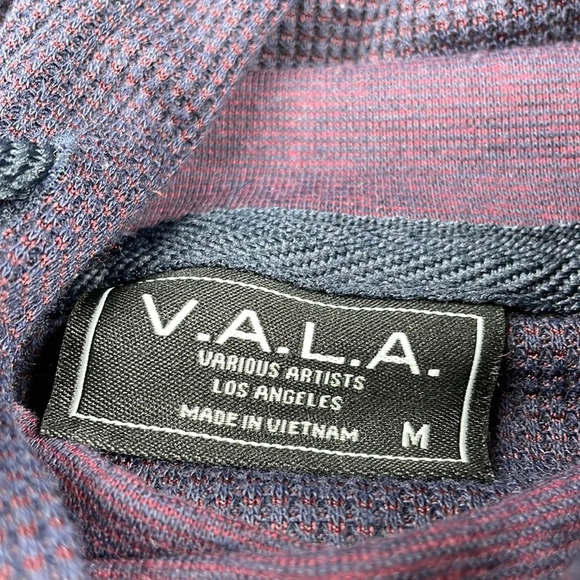 V.A.L.A.
VARIOUS ARTISTS
LOS ANGELES
MADE IN VIETNAM M